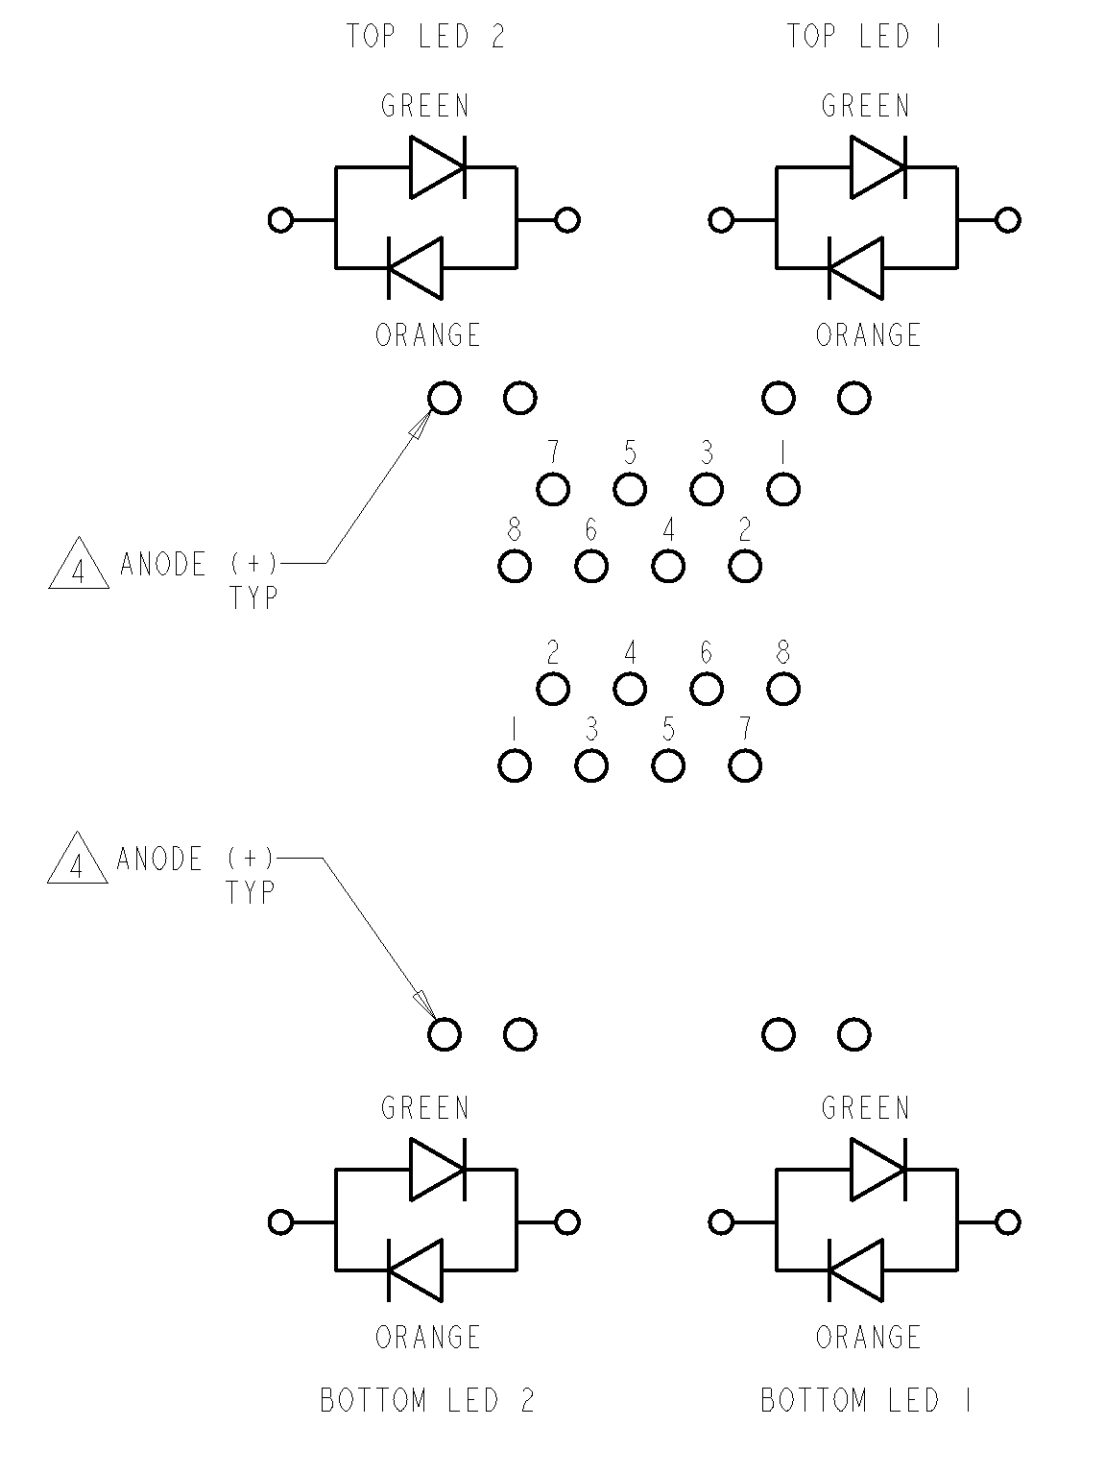 TOP LED 2 TOP LED 1
GREEN GREEN
ORANGE ORANGE
7 5 3 1
8 6 4 2
4 ANODE (+)
TYP
2 4 6 8
1 3 5 7
4 ANODE (+)
TYP
GREEN GREEN
ORANGE ORANGE
BOTTOM LED 2 BOTTOM LED 1